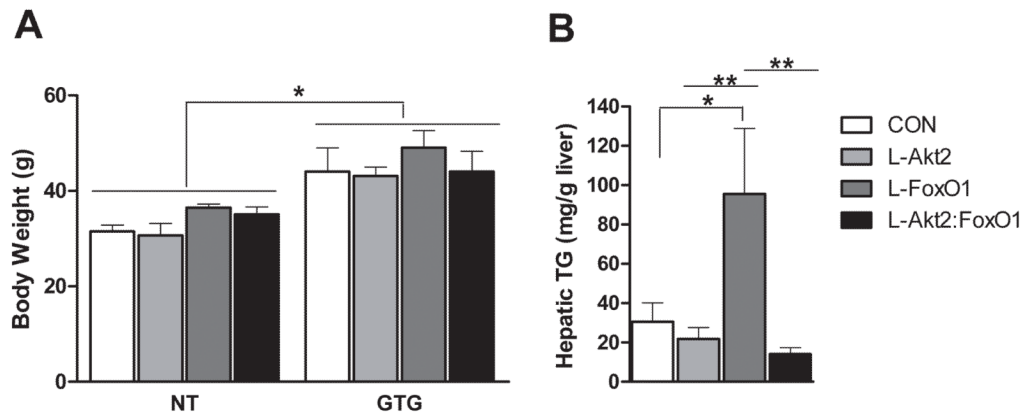 A
Body Weight (g)
60
40
20
0
*
NT
GTG
B
Hepatic TG (mg/g liver)
140
120
100
80
60
40
20
0
**
**
*
CON
L-Akt2
L-FoxO1
L-Akt2:FoxO1